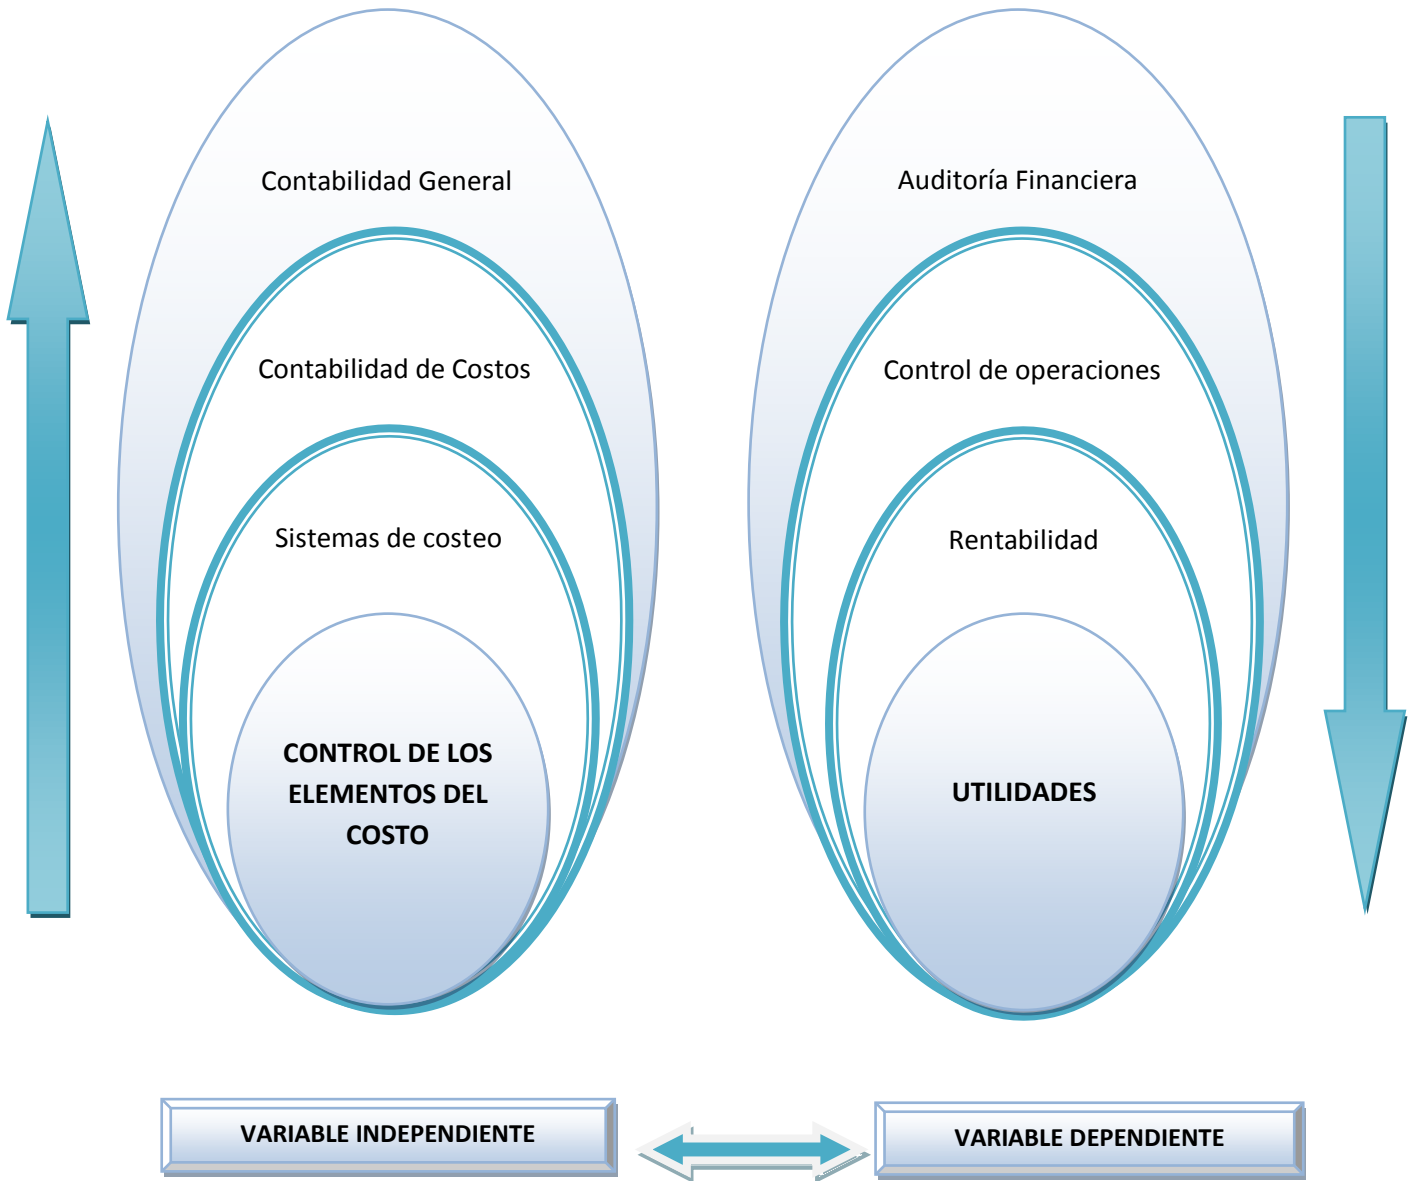 Contabilidad General
Contabilidad de Costos
Sistemas de costeo
CONTROL DE LOS
ELEMENTOS DEL
COSTO
Auditoría Financiera
Control de operaciones
Rentabilidad
UTILIDADES
VARIABLE INDEPENDIENTE
VARIABLE DEPENDIENTE